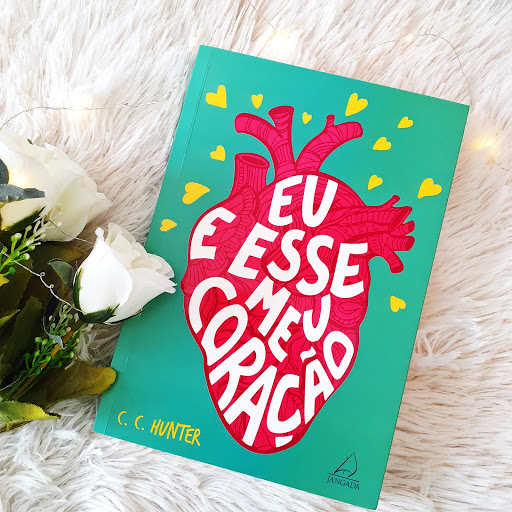 EU
E ESSE
MEU
CORAÇÃO
C. C. HUNTER
JANGADA